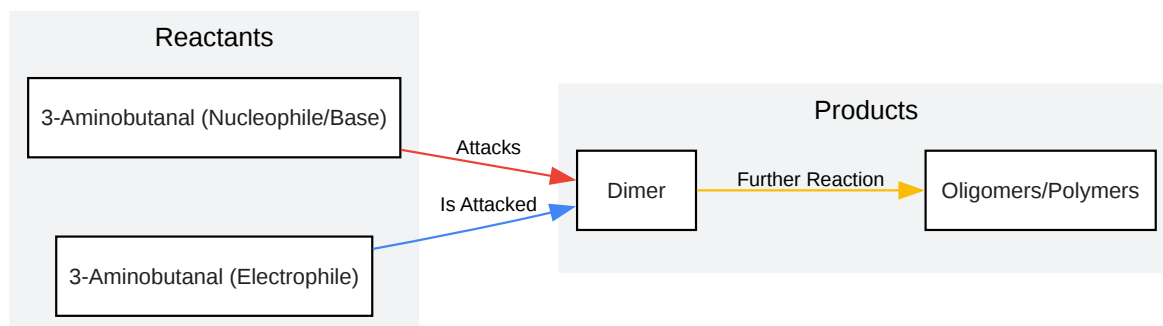 Reactants
3-Aminobutanal (Nucleophile/Base)
3-Aminobutanal (Electrophile)
Attacks
Is Attacked
Products
Dimer
Further Reaction
Oligomers/Polymers